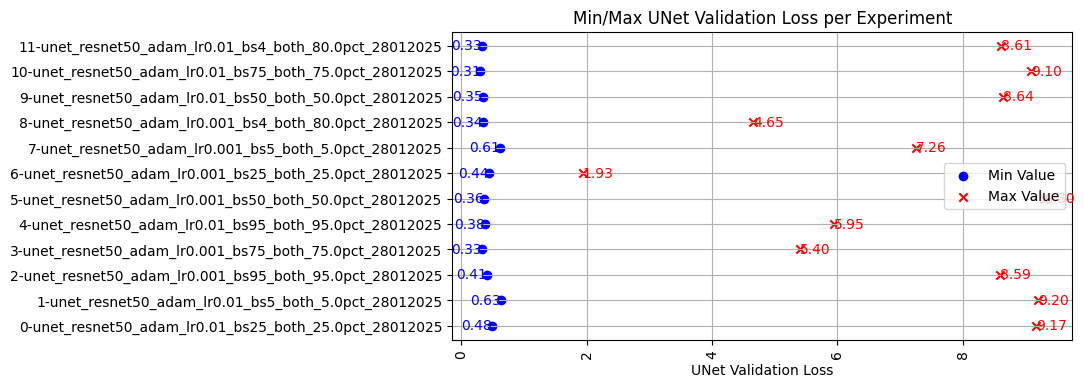 Min/Max UNet Validation Loss per Experiment
11-unet_resnet50_adam_lr0.01_bs4_both_80.0pct_28012025 0.33 8.61
10-unet_resnet50_adam_lr0.01_bs75_both_75.0pct_28012025 0.31 9.10
9-unet_resnet50_adam_lr0.01_bs50_both_50.0pct_28012025 0.35 8.64
8-unet_resnet50_adam_lr0.001_bs4_both_80.0pct_28012025 0.34 4.65
7-unet_resnet50_adam_lr0.001_bs5_both_5.0pct_28012025 0.61 7.26
6-unet_resnet50_adam_lr0.001_bs25_both_25.0pct_28012025 0.44 1.93
5-unet_resnet50_adam_lr0.001_bs50_both_50.0pct_28012025 0.36
4-unet_resnet50_adam_lr0.01_bs95_both_95.0pct_28012025 0.38 5.95
3-unet_resnet50_adam_lr0.001_bs75_both_75.0pct_28012025 0.33 5.40
2-unet_resnet50_adam_lr0.001_bs95_both_95.0pct_28012025 0.41 8.59
1-unet_resnet50_adam_lr0.01_bs5_both_5.0pct_28012025 0.63 9.20
0-unet_resnet50_adam_lr0.01_bs25_both_25.0pct_28012025 0.48 9.17
Min Value
Max Value
0 2 4 6 8
UNet Validation Loss